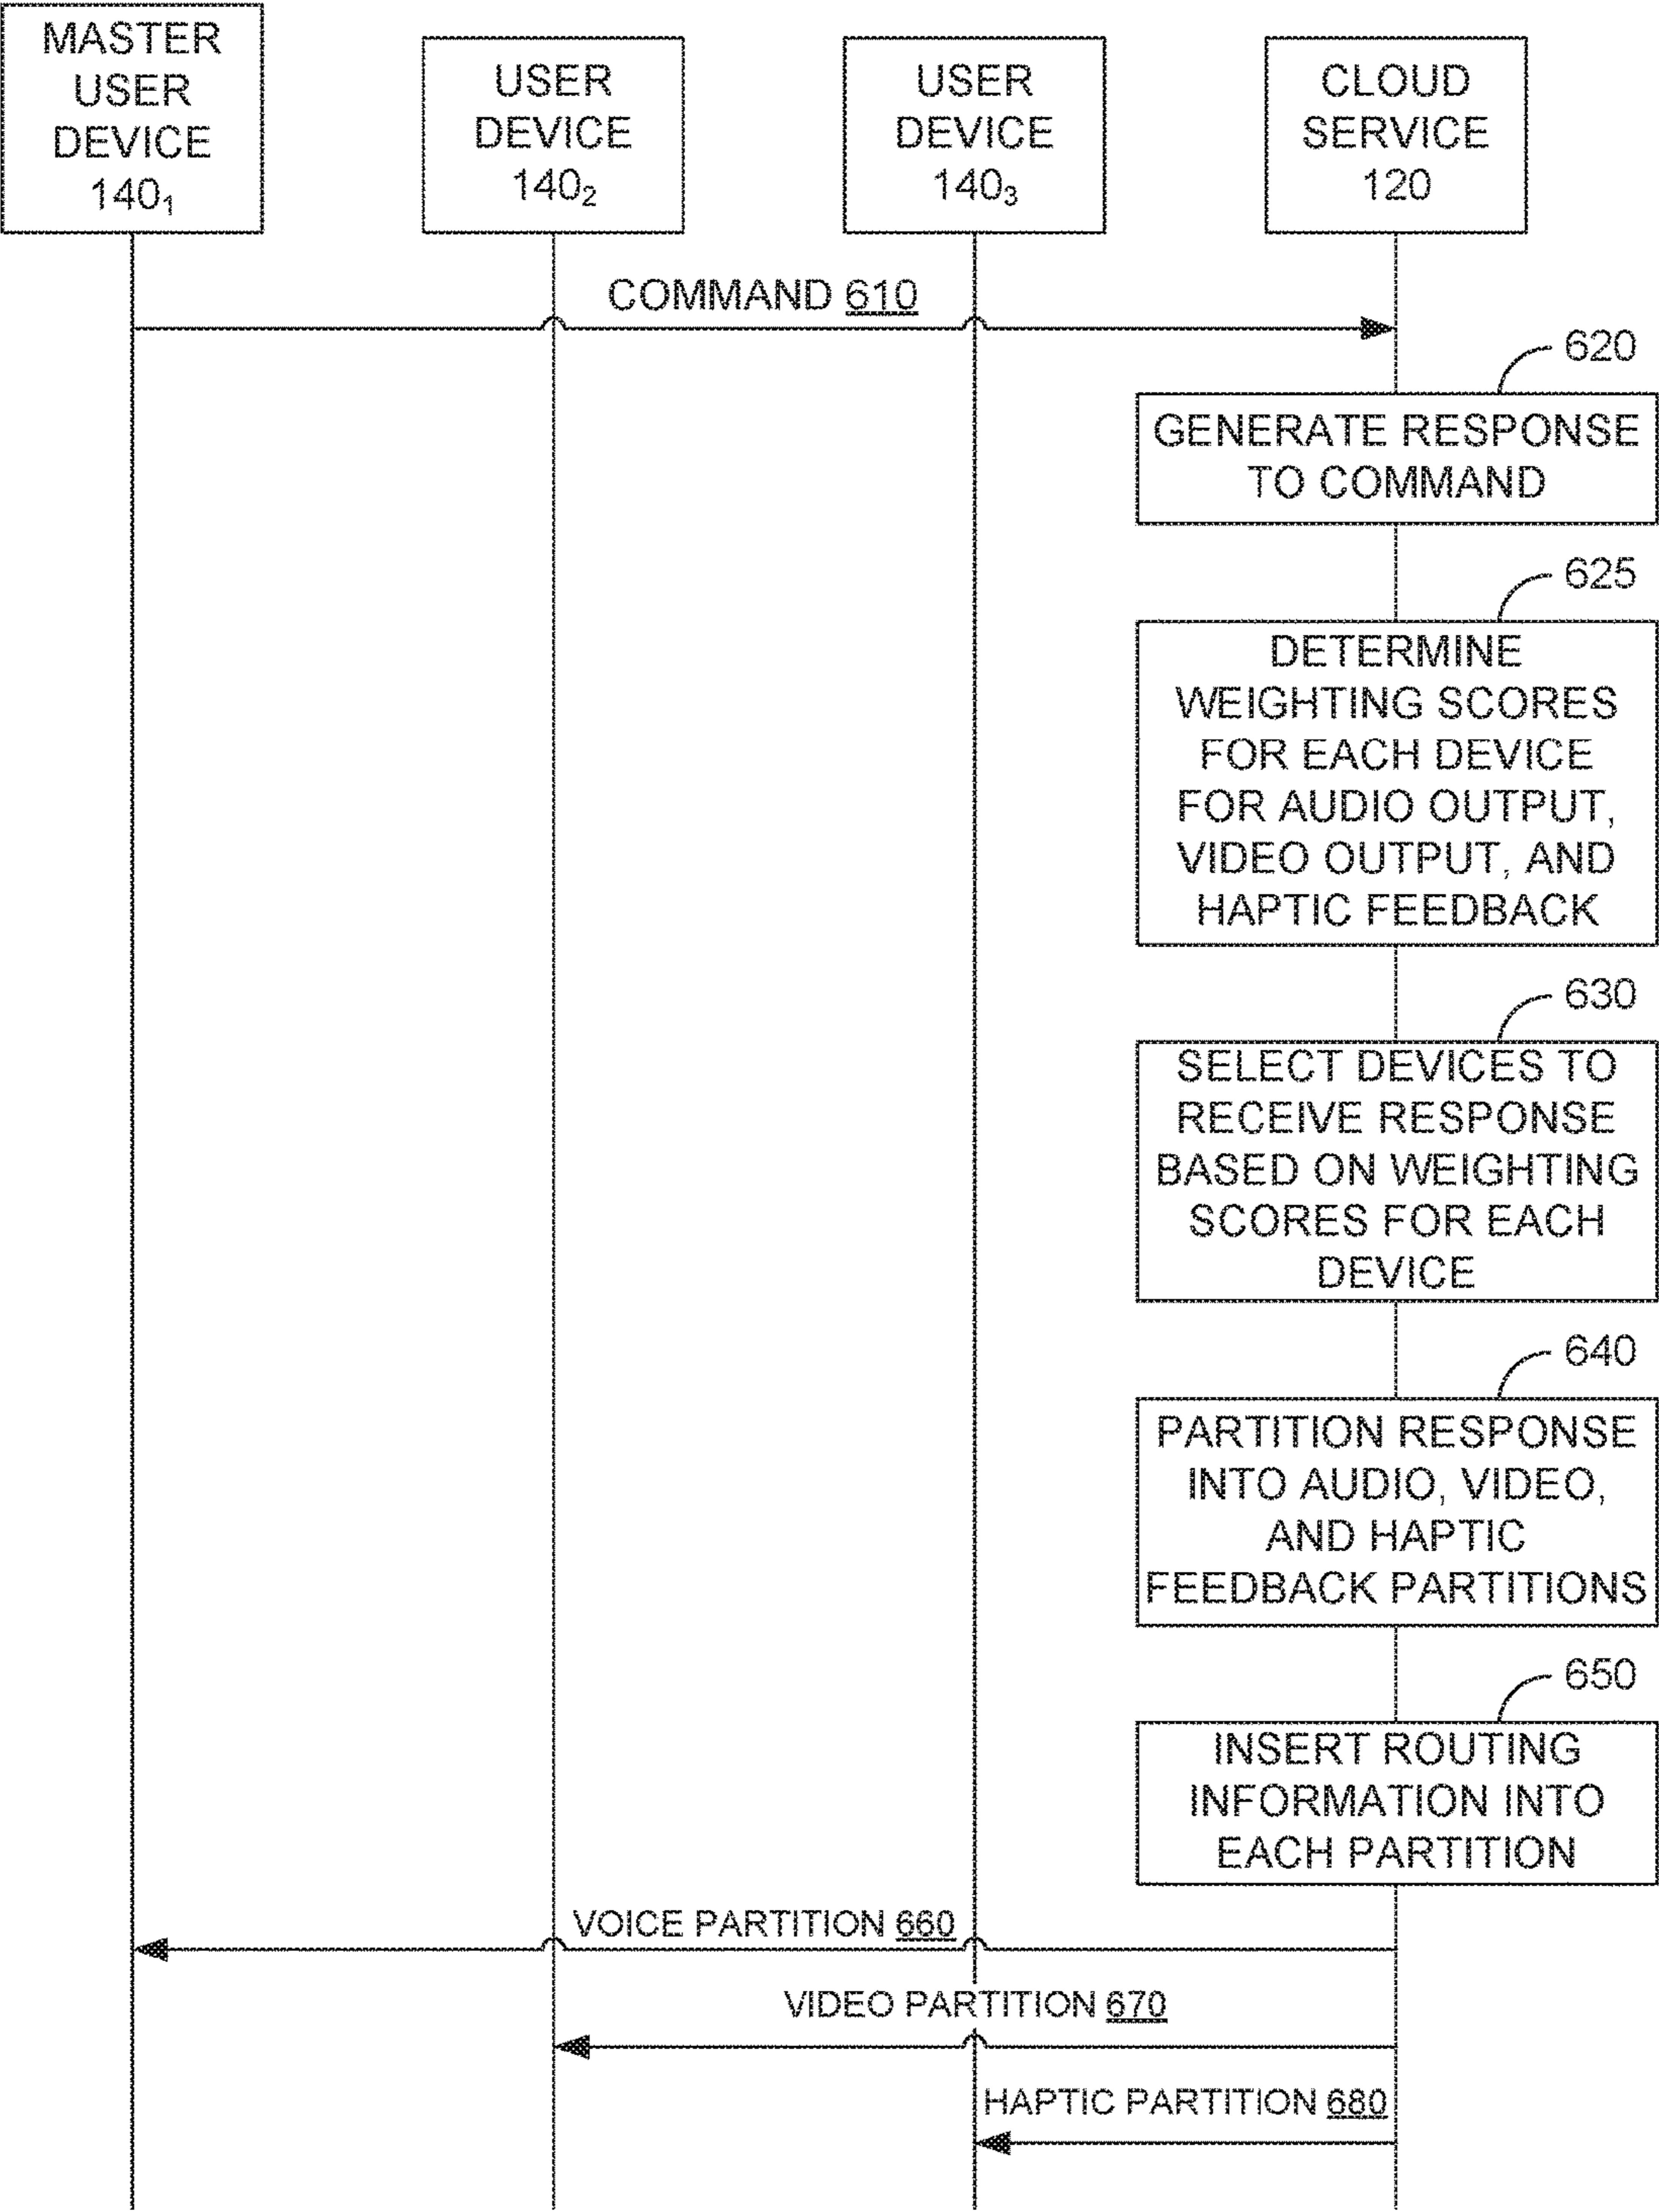 MASTER
USER
DEVICE
140₁
USER
DEVICE
140₂
USER
DEVICE
140₃
CLOUD
SERVICE
120
COMMAND 610
620
GENERATE RESPONSE
TO COMMAND
625
DETERMINE
WEIGHTING SCORES
FOR EACH DEVICE
FOR AUDIO OUTPUT,
VIDEO OUTPUT, AND
HAPTIC FEEDBACK
630
SELECT DEVICES TO
RECEIVE RESPONSE
BASED ON WEIGHTING
SCORES FOR EACH
DEVICE
640
PARTITION RESPONSE
INTO AUDIO, VIDEO,
AND HAPTIC
FEEDBACK PARTITIONS
650
INSERT ROUTING
INFORMATION INTO
EACH PARTITION
VOICE PARTITION 660
VIDEO PARTITION 670
HAPTIC PARTITION 680